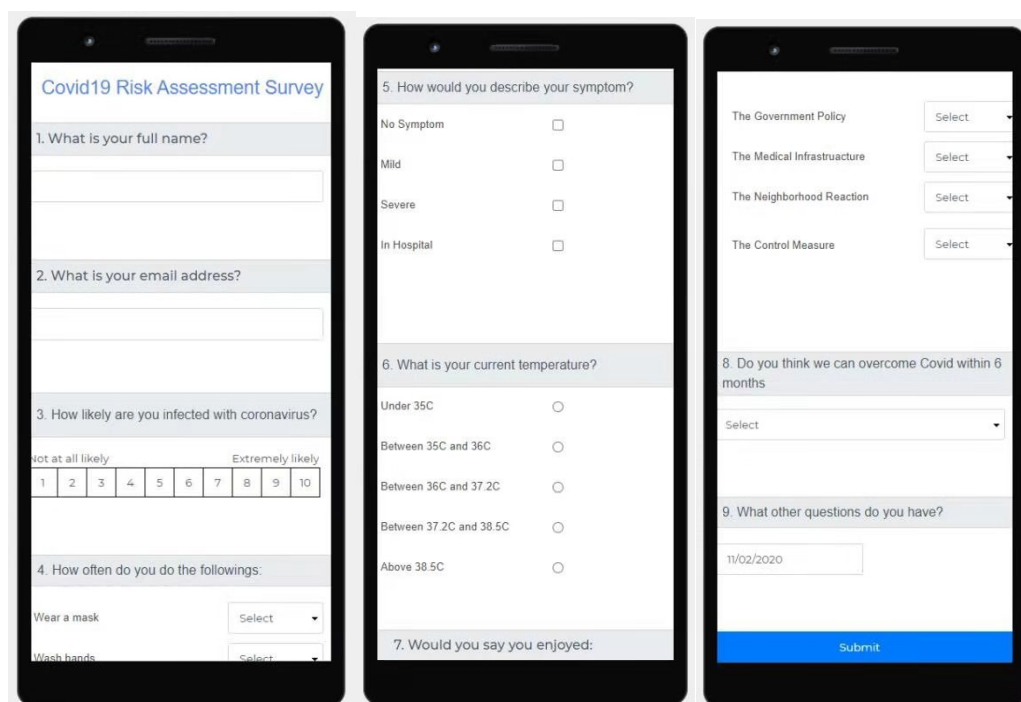 Covid19 Risk Assessment Survey
1. What is your full name?
2. What is your email address?
3. How likely are you infected with coronavirus?
Not at all likely Extremely likely
1 2 3 4 5 6 7 8 9 10
4. How often do you do the followings:
Wear a mask Select
Wash hands Select
5. How would you describe your symptom?
No Symptom
Mild
Severe
In Hospital
6. What is your current temperature?
Under 35C
Between 35C and 36C
Between 36C and 37.2C
Between 37.2C and 38.5C
Above 38.5C
7. Would you say you enjoyed:
The Government Policy Select
The Medical Infrastruacture Select
The Neighborhood Reaction Select
The Control Measure Select
8. Do you think we can overcome Covid within 6
months
Select
9. What other questions do you have?
11/02/2020
Submit